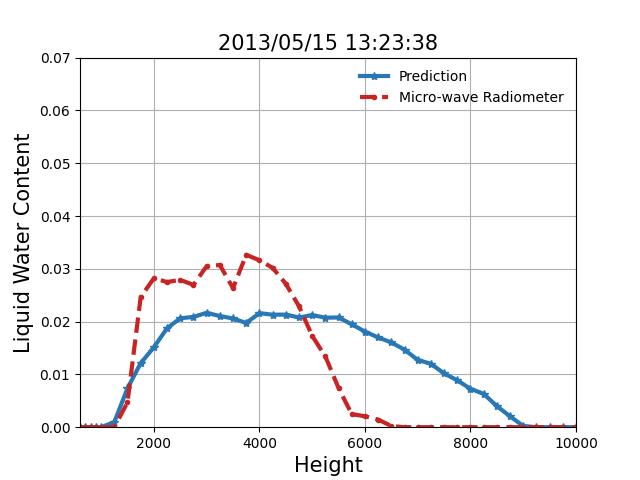 2013/05/15 13:23:38
Prediction
Micro-wave Radiometer
Liquid Water Content
0.07
0.06
0.05
0.04
0.03
0.02
0.01
0.00
2000 4000 6000 8000 10000
Height